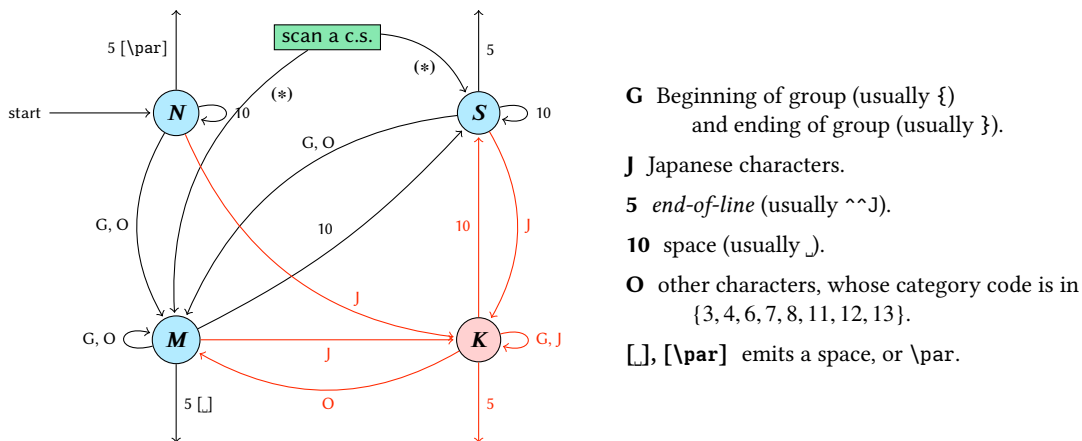 scan a c.s.
5 [\par]
5
(*)
(*)
start
N
10
S
10
G, O
G, O
10
10
J
J
G, O
M
J
K
G, J
O
5 [␣]
5
G Beginning of group (usually {)
and ending of group (usually }).
J Japanese characters.
5 end-of-line (usually ^^J).
10 space (usually ␣).
O other characters, whose category code is in
{3, 4, 6, 7, 8, 11, 12, 13}.
[␣], [\par] emits a space, or \par.